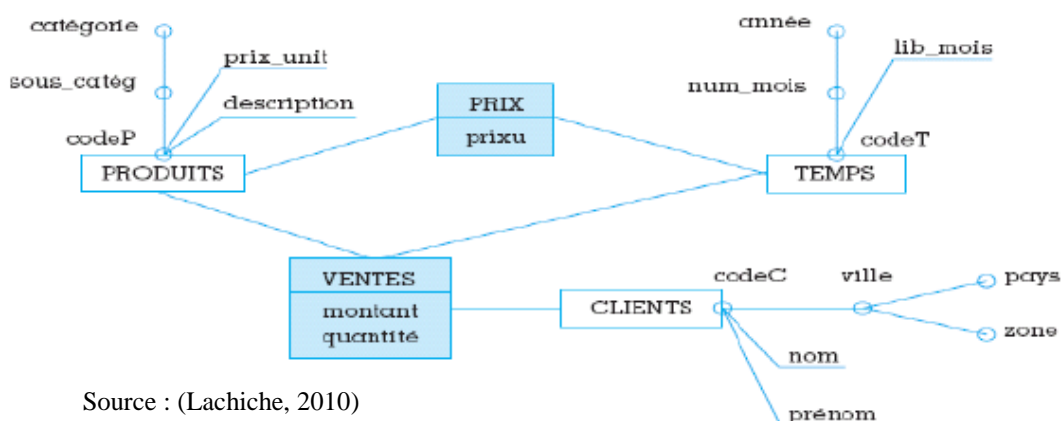 catégorie
année
lib_mois
prix_unit
sous_catég
num_mois
description
PRIX
prixu
codeP
codeT
PRODUITS
TEMPS
VENTES
montant
quantité
codeC
ville
pays
CLIENTS
zone
nom
Source : (Lachiche, 2010)
prénom